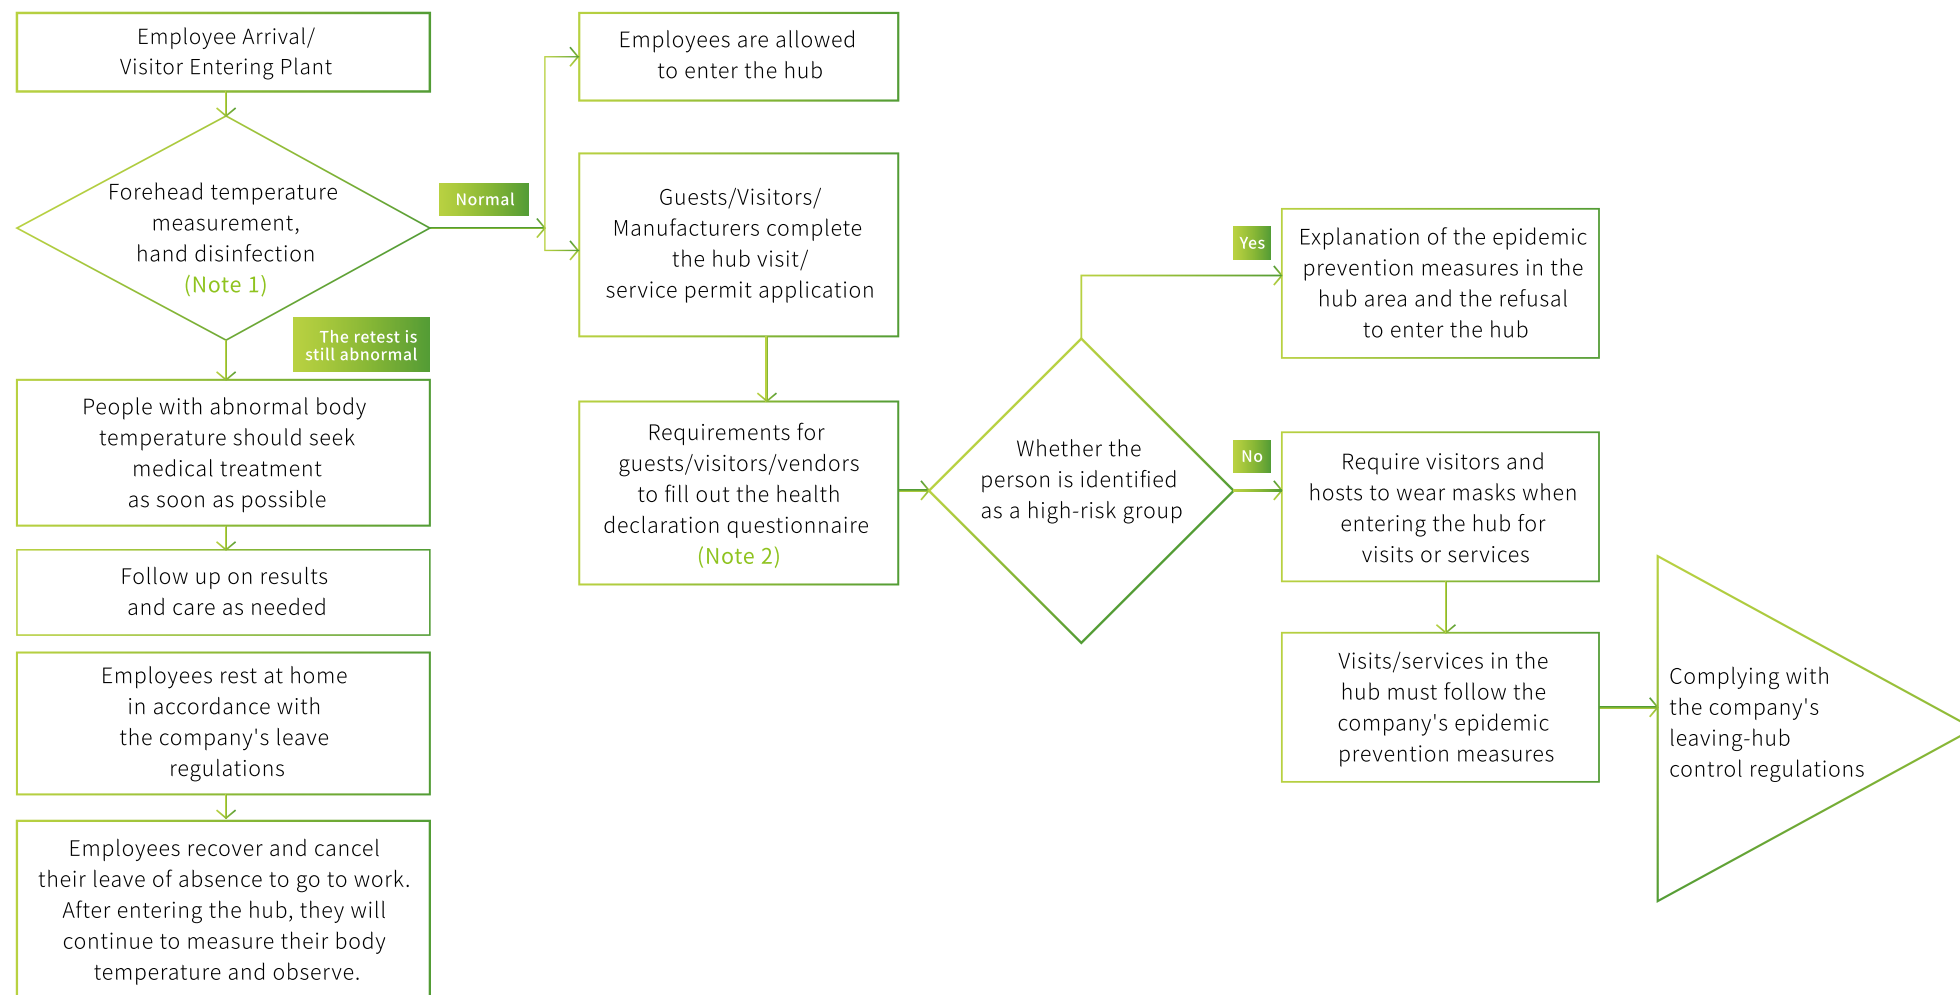 Employee Arrival/
Visitor Entering Plant
Forehead temperature
measurement,
hand disinfection
(Note 1)
Normal
The retest is
still abnormal
People with abnormal body
temperature should seek
medical treatment
as soon as possible
Follow up on results
and care as needed
Employees rest at home
in accordance with
the company's leave
regulations
Employees recover and cancel
their leave of absence to go to work.
After entering the hub, they will
continue to measure their body
temperature and observe.
Employees are allowed
to enter the hub
Guests/Visitors/
Manufacturers complete
the hub visit/
service permit application
Requirements for
guests/visitors/vendors
to fill out the health
declaration questionnaire
(Note 2)
Whether the
person is identified
as a high-risk group
Yes
Explanation of the epidemic
prevention measures in the
hub area and the refusal
to enter the hub
No
Require visitors and
hosts to wear masks when
entering the hub for
visits or services
Visits/services in the
hub must follow the
company's epidemic
prevention measures
Complying with
the company's
leaving-hub
control regulations